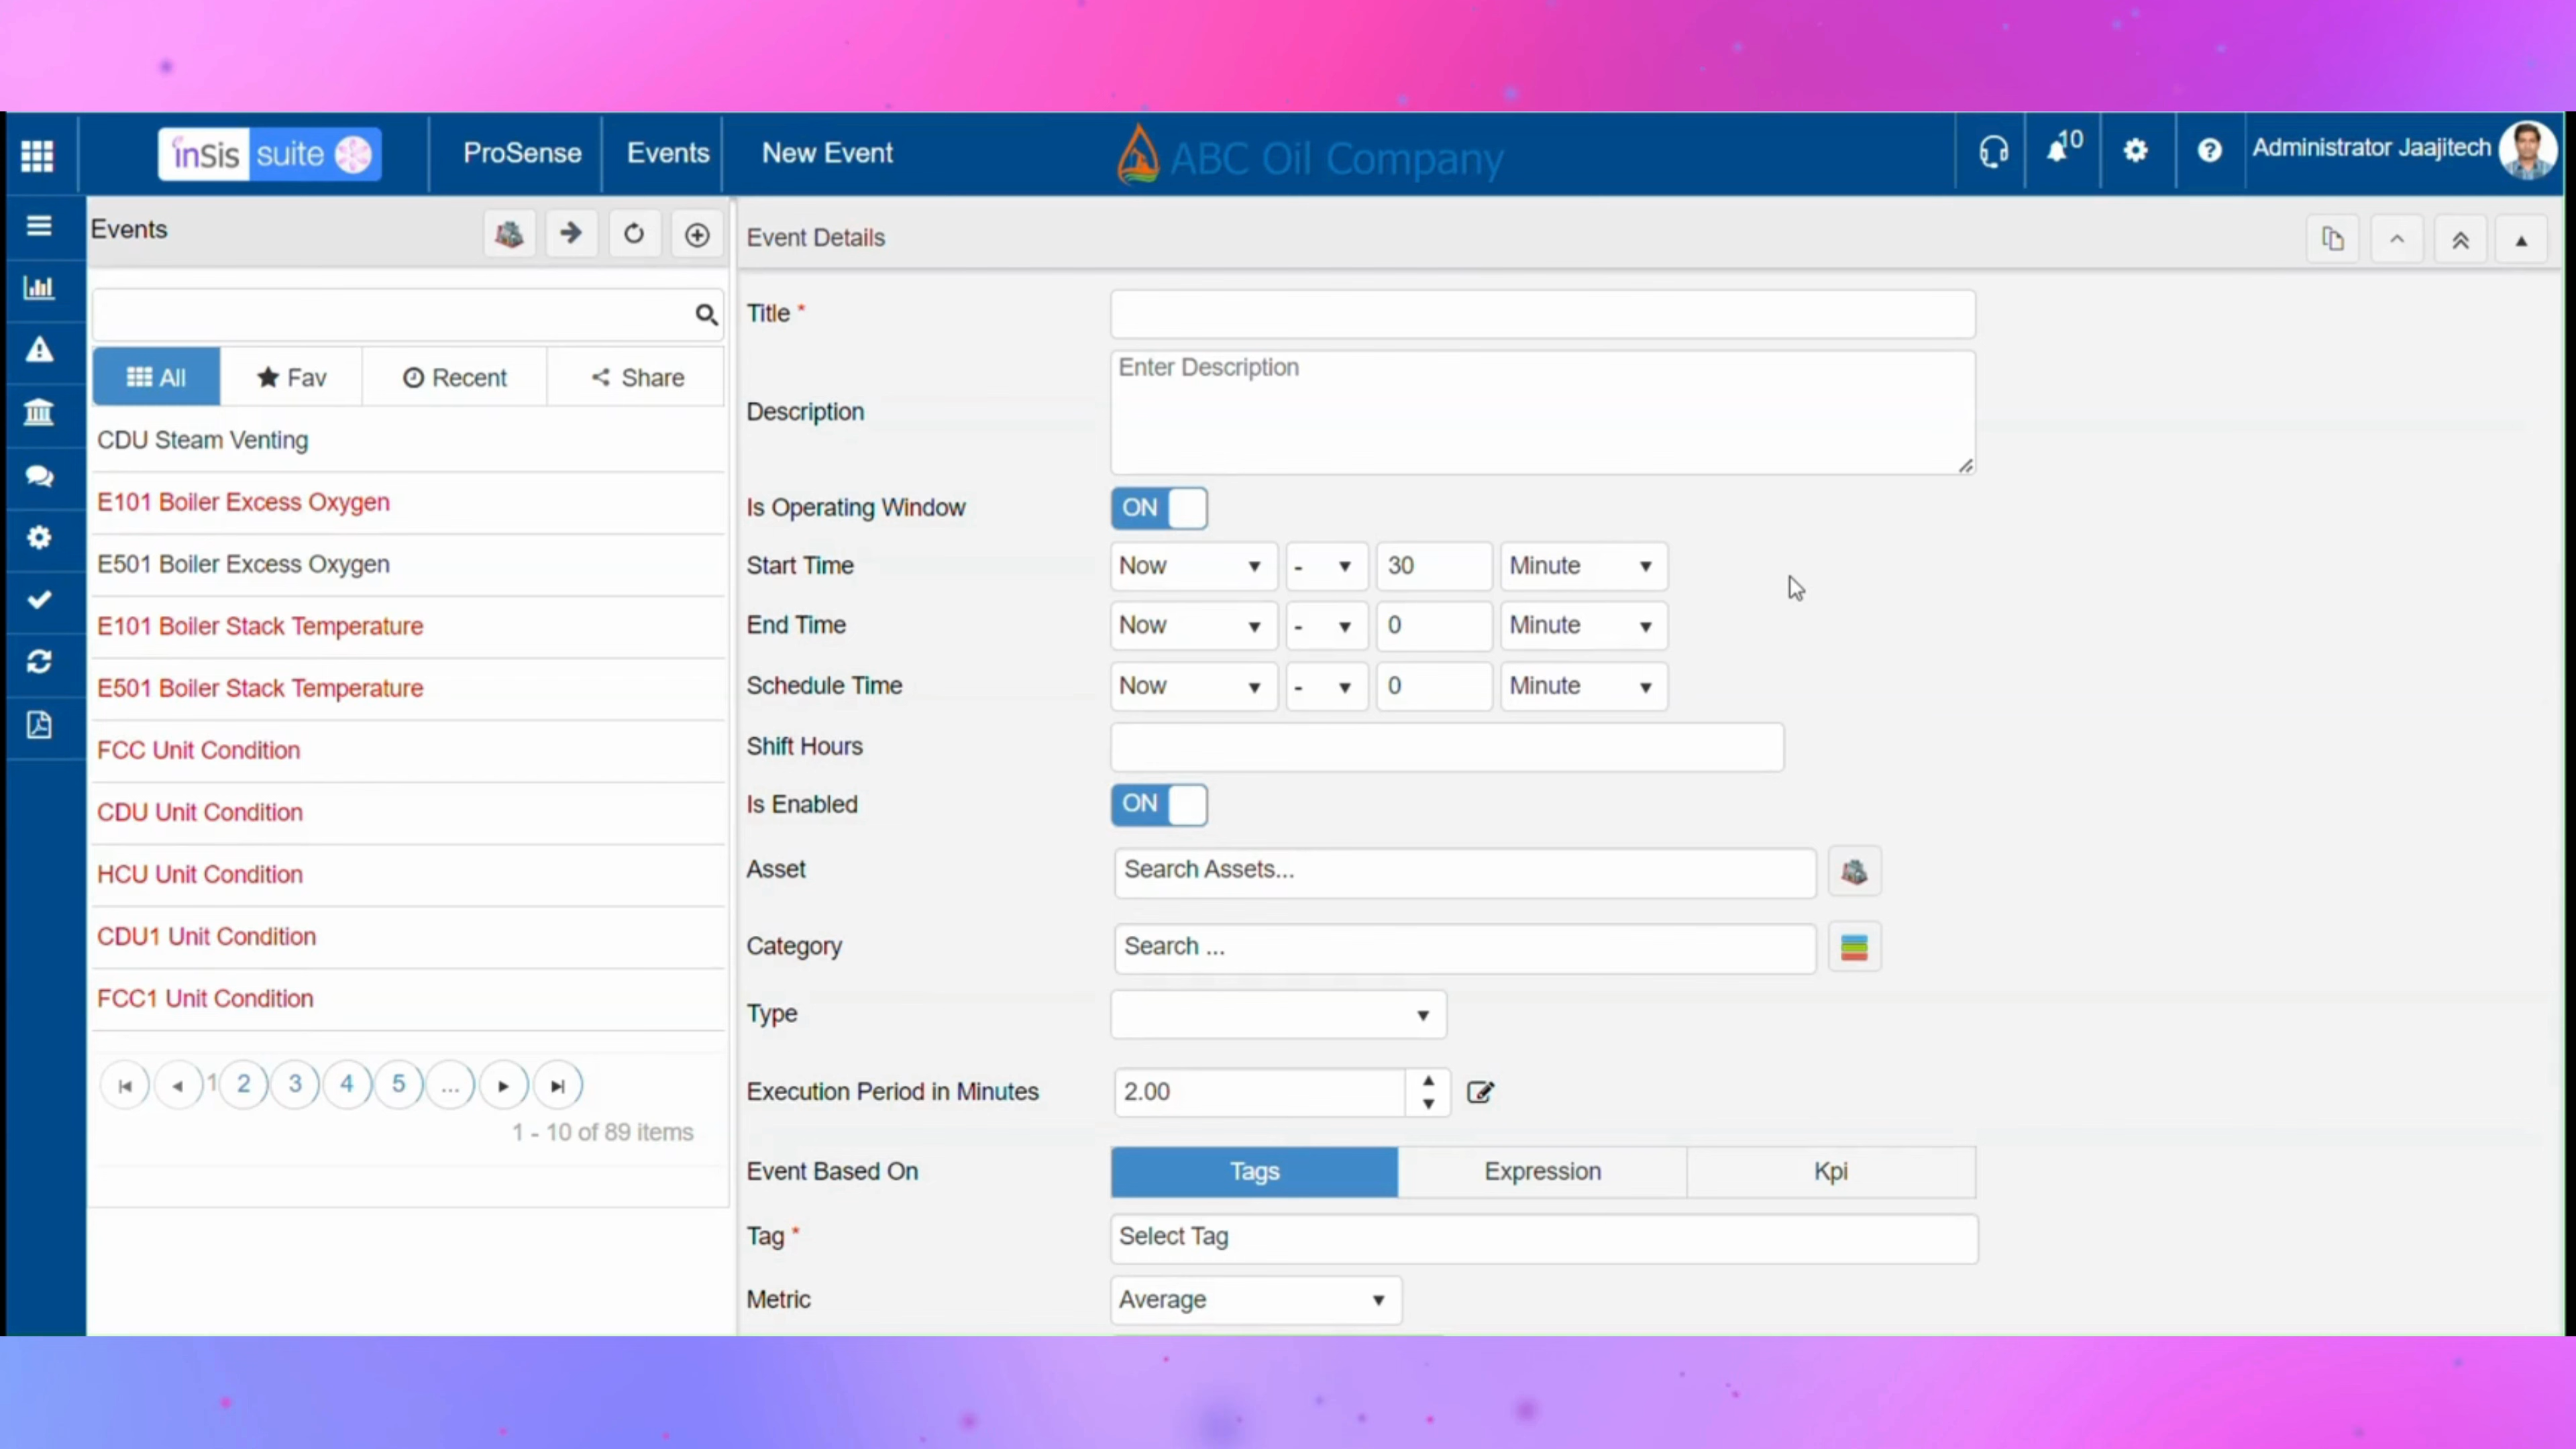 inSis suite
ProSense
Events
New Event
ABC Oil Company
10
Administrator Jaajitech
Events
All
Fav
Recent
Share
CDU Steam Venting
E101 Boiler Excess Oxygen
E501 Boiler Excess Oxygen
E101 Boiler Stack Temperature
E501 Boiler Stack Temperature
FCC Unit Condition
CDU Unit Condition
HCU Unit Condition
CDU1 Unit Condition
FCC1 Unit Condition
1 2 3 4 5 ...
1 - 10 of 89 items
Event Details
Title *
Description
Enter Description
Is Operating Window ON
Start Time Now - 30 Minute
End Time Now - 0 Minute
Schedule Time Now - 0 Minute
Shift Hours
Is Enabled ON
Asset Search Assets...
Category Search ...
Type
Execution Period in Minutes 2.00
Event Based On Tags Expression Kpi
Tag * Select Tag
Metric Average